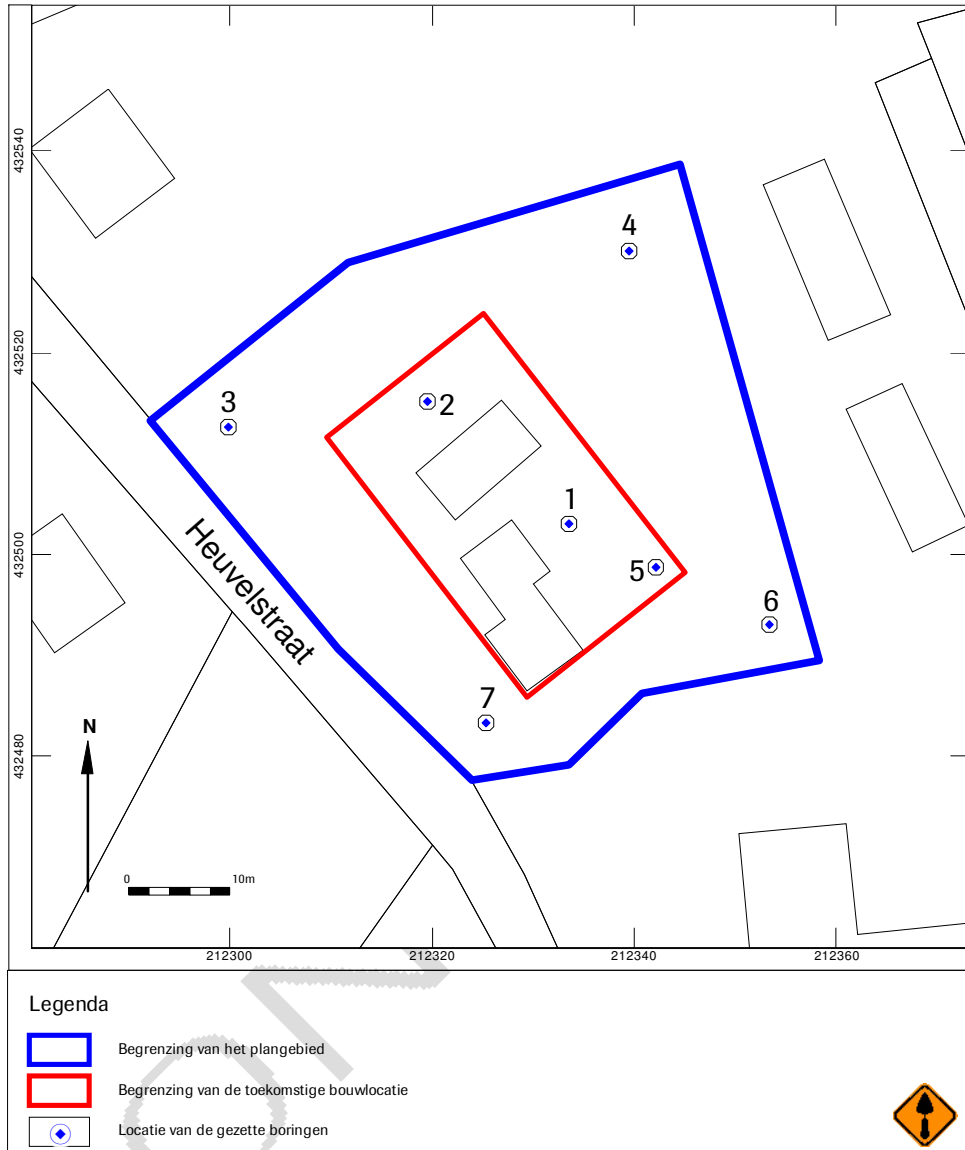 432540
4
432520
3
2
1
432500
5
Heuvelstraat
6
7
N
432480
0 10m
212300 212320 212340 212360
Legenda
Begrenzing van het plangebied
Begrenzing van de toekomstige bouwlocatie
Locatie van de gezette boringen